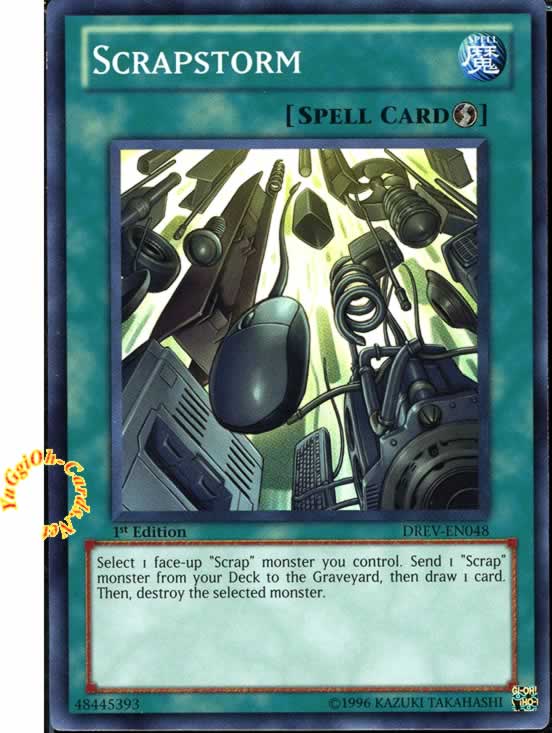 SCRAPSTORM
SPELL
魔
[SPELL CARD]
YuGgiOh-Cards.Net
1st Edition
DREV-EN048
Select 1 face-up "Scrap" monster you control. Send 1 "Scrap"
monster from your Deck to the Graveyard, then draw 1 card.
Then, destroy the selected monster.
48445393
©1996 KAZUKI TAKAHASHI